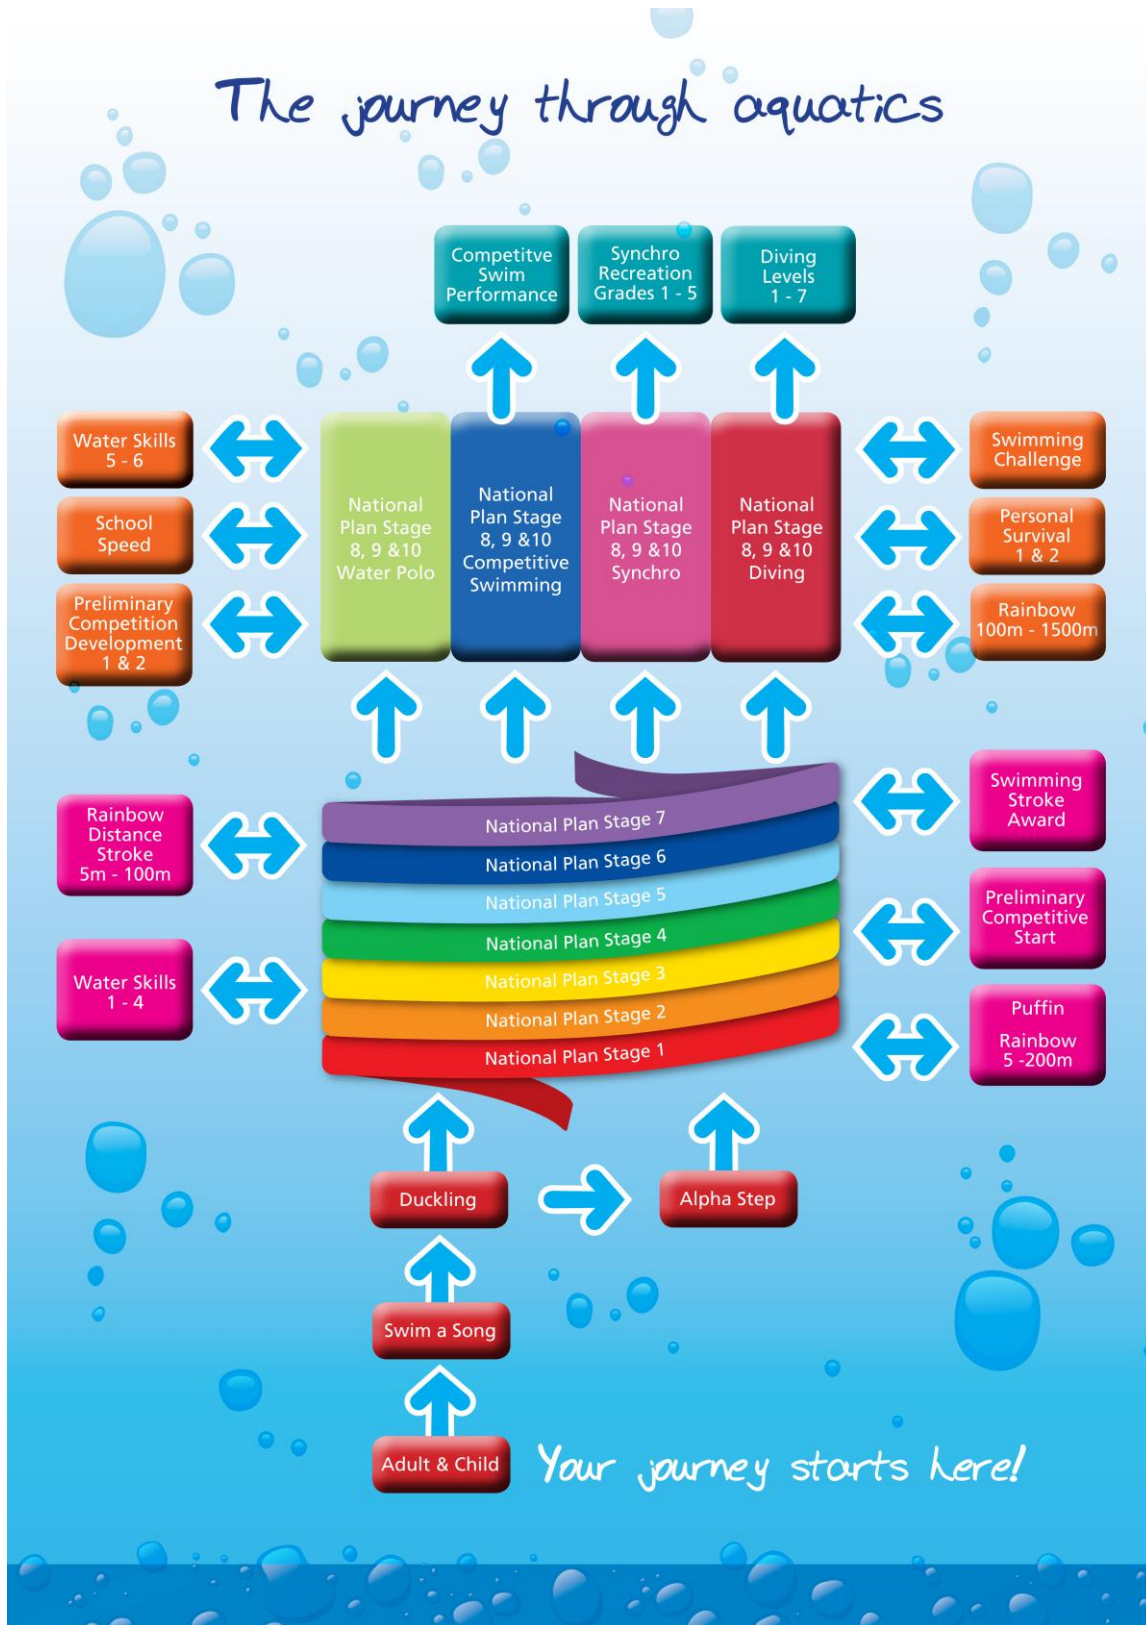 The journey through aquatics
Competitve
Swim
Performance
Synchro
Recreation
Grades 1 - 5
Diving
Levels
1 - 7
Water Skills
5 - 6
School
Speed
Preliminary
Competition
Development
1 & 2
National
Plan Stage
8, 9 &10
Water Polo
National
Plan Stage
8, 9 &10
Competitive
Swimming
National
Plan Stage
8, 9 &10
Synchro
National
Plan Stage
8, 9 &10
Diving
Swimming
Challenge
Personal
Survival
1 & 2
Rainbow
100m - 1500m
Rainbow
Distance
Stroke
5m - 100m
Water Skills
1 - 4
National Plan Stage 7
National Plan Stage 6
National Plan Stage 5
National Plan Stage 4
National Plan Stage 3
National Plan Stage 2
National Plan Stage 1
Swimming
Stroke
Award
Preliminary
Competitive
Start
Puffin
Rainbow
5 -200m
Duckling
Alpha Step
Swim a Song
Adult & Child
Your journey starts here!